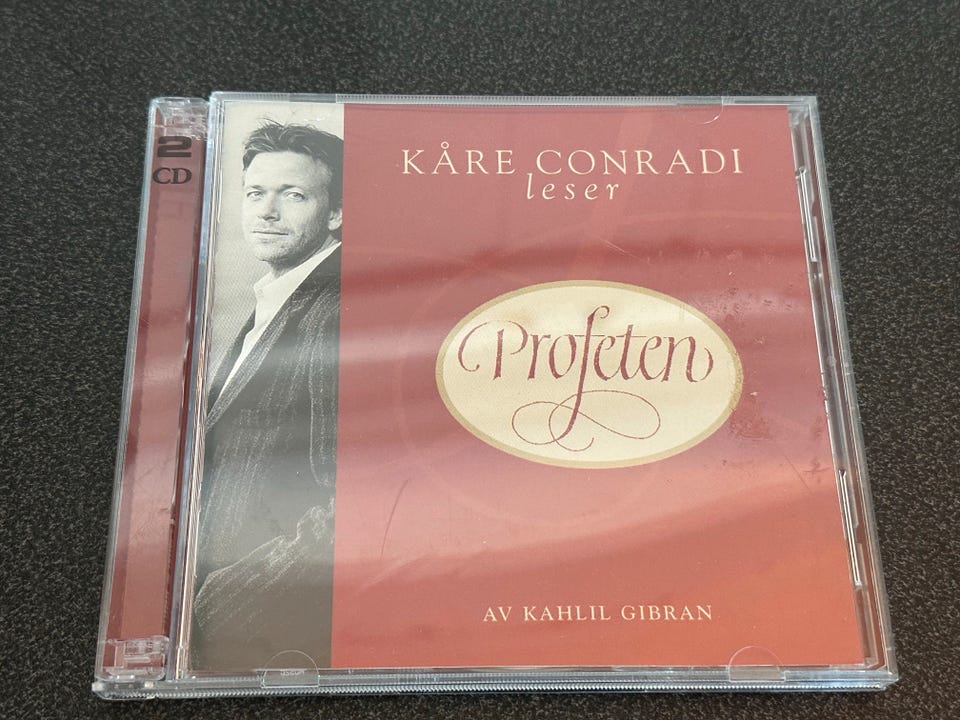 2
CD
KÅRE CONRADI
leser
Profeten
AV KAHLIL GIBRAN